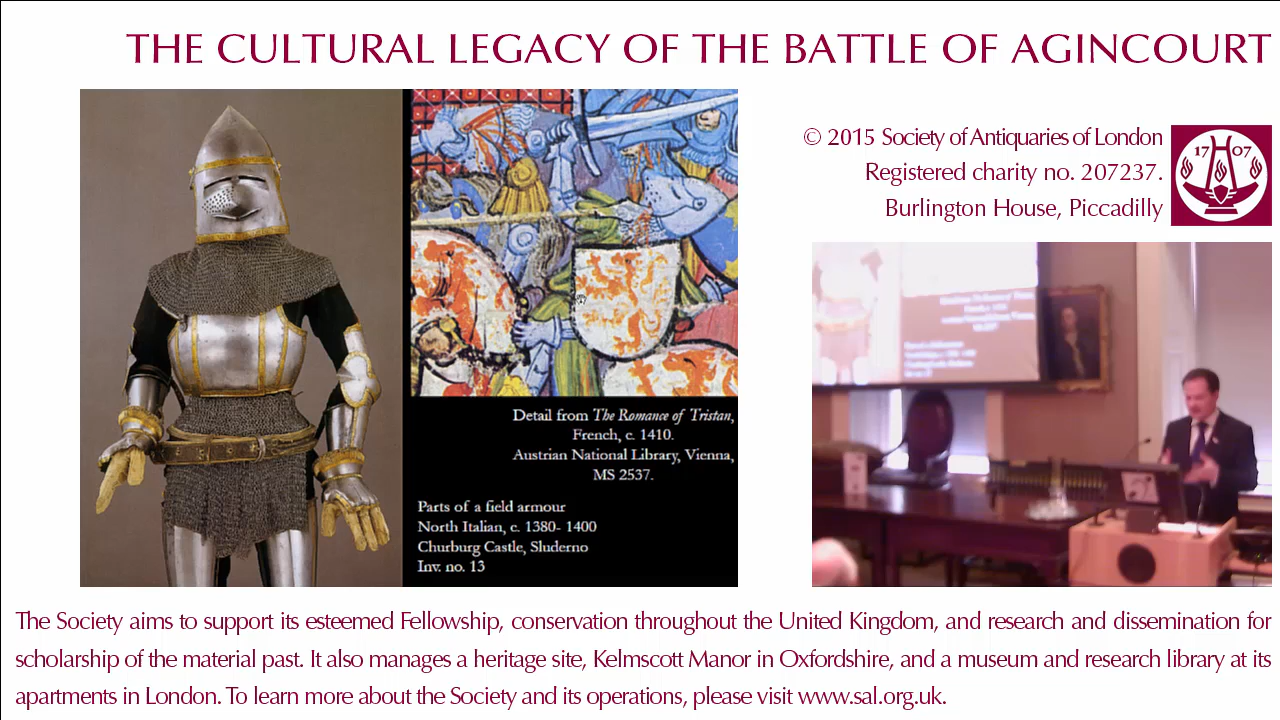 THE CULTURAL LEGACY OF THE BATTLE OF AGINCOURT
© 2015 Society of Antiquaries of London
Registered charity no. 207237.
Burlington House, Piccadilly
17 07
Detail from The Romance of Tristan,
French, c. 1410.
Austrian National Library, Vienna,
MS 2537.
Parts of a field armour
North Italian, c. 1380- 1400
Churburg Castle, Sluderno
Inv. no. 13
The Society aims to support its esteemed Fellowship, conservation throughout the United Kingdom, and research and dissemination for
scholarship of the material past. It also manages a heritage site, Kelmscott Manor in Oxfordshire, and a museum and research library at its
apartments in London. To learn more about the Society and its operations, please visit www.sal.org.uk.